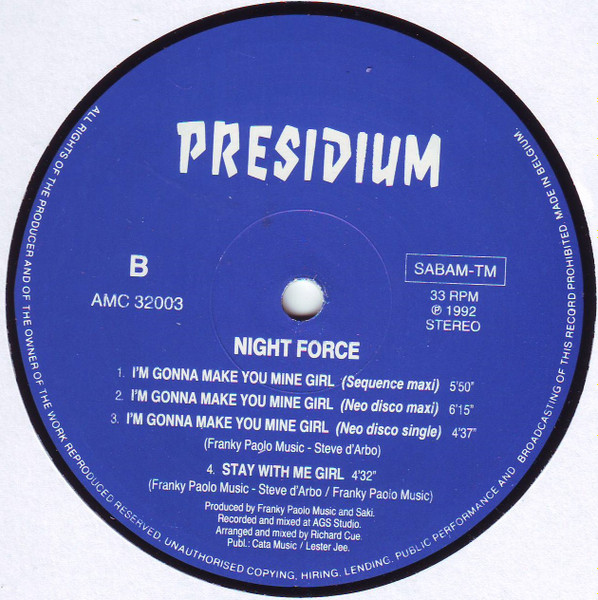 PRESIDIUM
B
AMC 32003
SABAM-TM
33 RPM
℗ 1992
STEREO
NIGHT FORCE
1. I'M GONNA MAKE YOU MINE GIRL (Sequence maxi) 5'50"
2. I'M GONNA MAKE YOU MINE GIRL (Neo disco maxi) 6'15"
3. I'M GONNA MAKE YOU MINE GIRL (Neo disco single) 4'37"
(Franky Paolo Music - Steve d'Arbo)
4. STAY WITH ME GIRL 4'32"
(Franky Paolo Music - Steve d'Arbo / Franky Paolo Music)
Produced by Franky Paolo Music and Saki.
Recorded and mixed at AGS Studio.
Arranged and mixed by Richard Cue.
Publ.: Cata Music / Lester Jee.
ALL RIGHTS OF THE PRODUCER AND OF THE OWNER OF THE WORK REPRODUCED RESERVED. UNAUTHORISED COPYING, HIRING, LENDING, PUBLIC PERFORMANCE AND BROADCASTING OF THIS RECORD PROHIBITED. MADE IN BELGIUM.